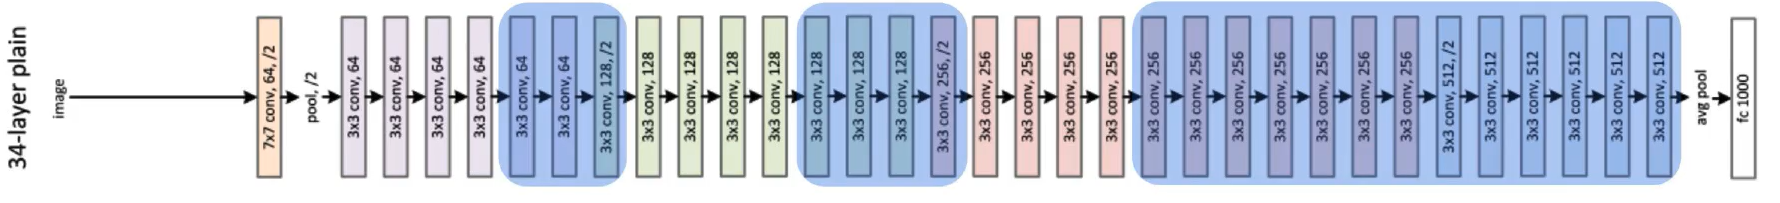 34-layer plain
image
7x7 conv, 64, /2
pool, /2
3x3 conv, 64
3x3 conv, 64
3x3 conv, 64
3x3 conv, 64
3x3 conv, 64
3x3 conv, 64
3x3 conv, 128, /2
3x3 conv, 128
3x3 conv, 128
3x3 conv, 128
3x3 conv, 128
3x3 conv, 128
3x3 conv, 128
3x3 conv, 128
3x3 conv, 256, /2
3x3 conv, 256
3x3 conv, 256
3x3 conv, 256
3x3 conv, 256
3x3 conv, 256
3x3 conv, 256
3x3 conv, 256
3x3 conv, 256
3x3 conv, 256
3x3 conv, 256
3x3 conv, 256
3x3 conv, 512, /2
3x3 conv, 512
3x3 conv, 512
3x3 conv, 512
3x3 conv, 512
3x3 conv, 512
avg pool
fc 1000